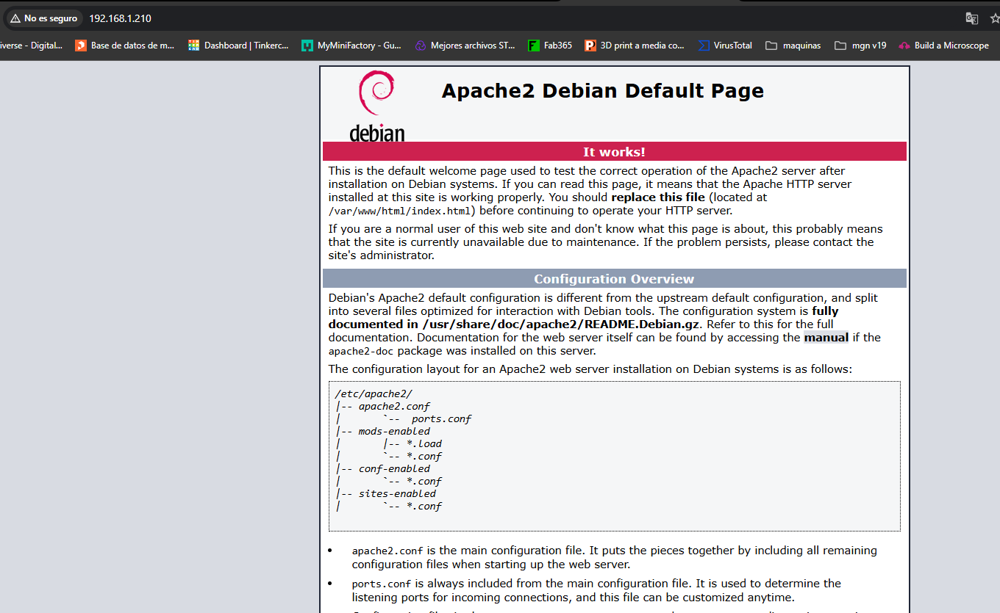 No es seguro 192.168.1.210
iverse - Digital... Base de datos de m... Dashboard | Tinkerc... MyMiniFactory - Gu... Mejores archivos ST... Fab365 3D print a media co... VirusTotal maquinas mgn v19 Build a Microscope
debian
Apache2 Debian Default Page
It works!
This is the default welcome page used to test the correct operation of the Apache2 server after
installation on Debian systems. If you can read this page, it means that the Apache HTTP server
installed at this site is working properly. You should replace this file (located at
/var/www/html/index.html) before continuing to operate your HTTP server.
If you are a normal user of this web site and don't know what this page is about, this probably means
that the site is currently unavailable due to maintenance. If the problem persists, please contact the
site's administrator.
Configuration Overview
Debian's Apache2 default configuration is different from the upstream default configuration, and split
into several files optimized for interaction with Debian tools. The configuration system is fully
documented in /usr/share/doc/apache2/README.Debian.gz. Refer to this for the full
documentation. Documentation for the web server itself can be found by accessing the manual if the
apache2-doc package was installed on this server.
The configuration layout for an Apache2 web server installation on Debian systems is as follows:
/etc/apache2/
|-- apache2.conf
|       `--  ports.conf
|-- mods-enabled
|       |-- *.load
|       `-- *.conf
|-- conf-enabled
|       `-- *.conf
|-- sites-enabled
|       `-- *.conf
• apache2.conf is the main configuration file. It puts the pieces together by including all remaining
configuration files when starting up the web server.
• ports.conf is always included from the main configuration file. It is used to determine the
listening ports for incoming connections, and this file can be customized anytime.